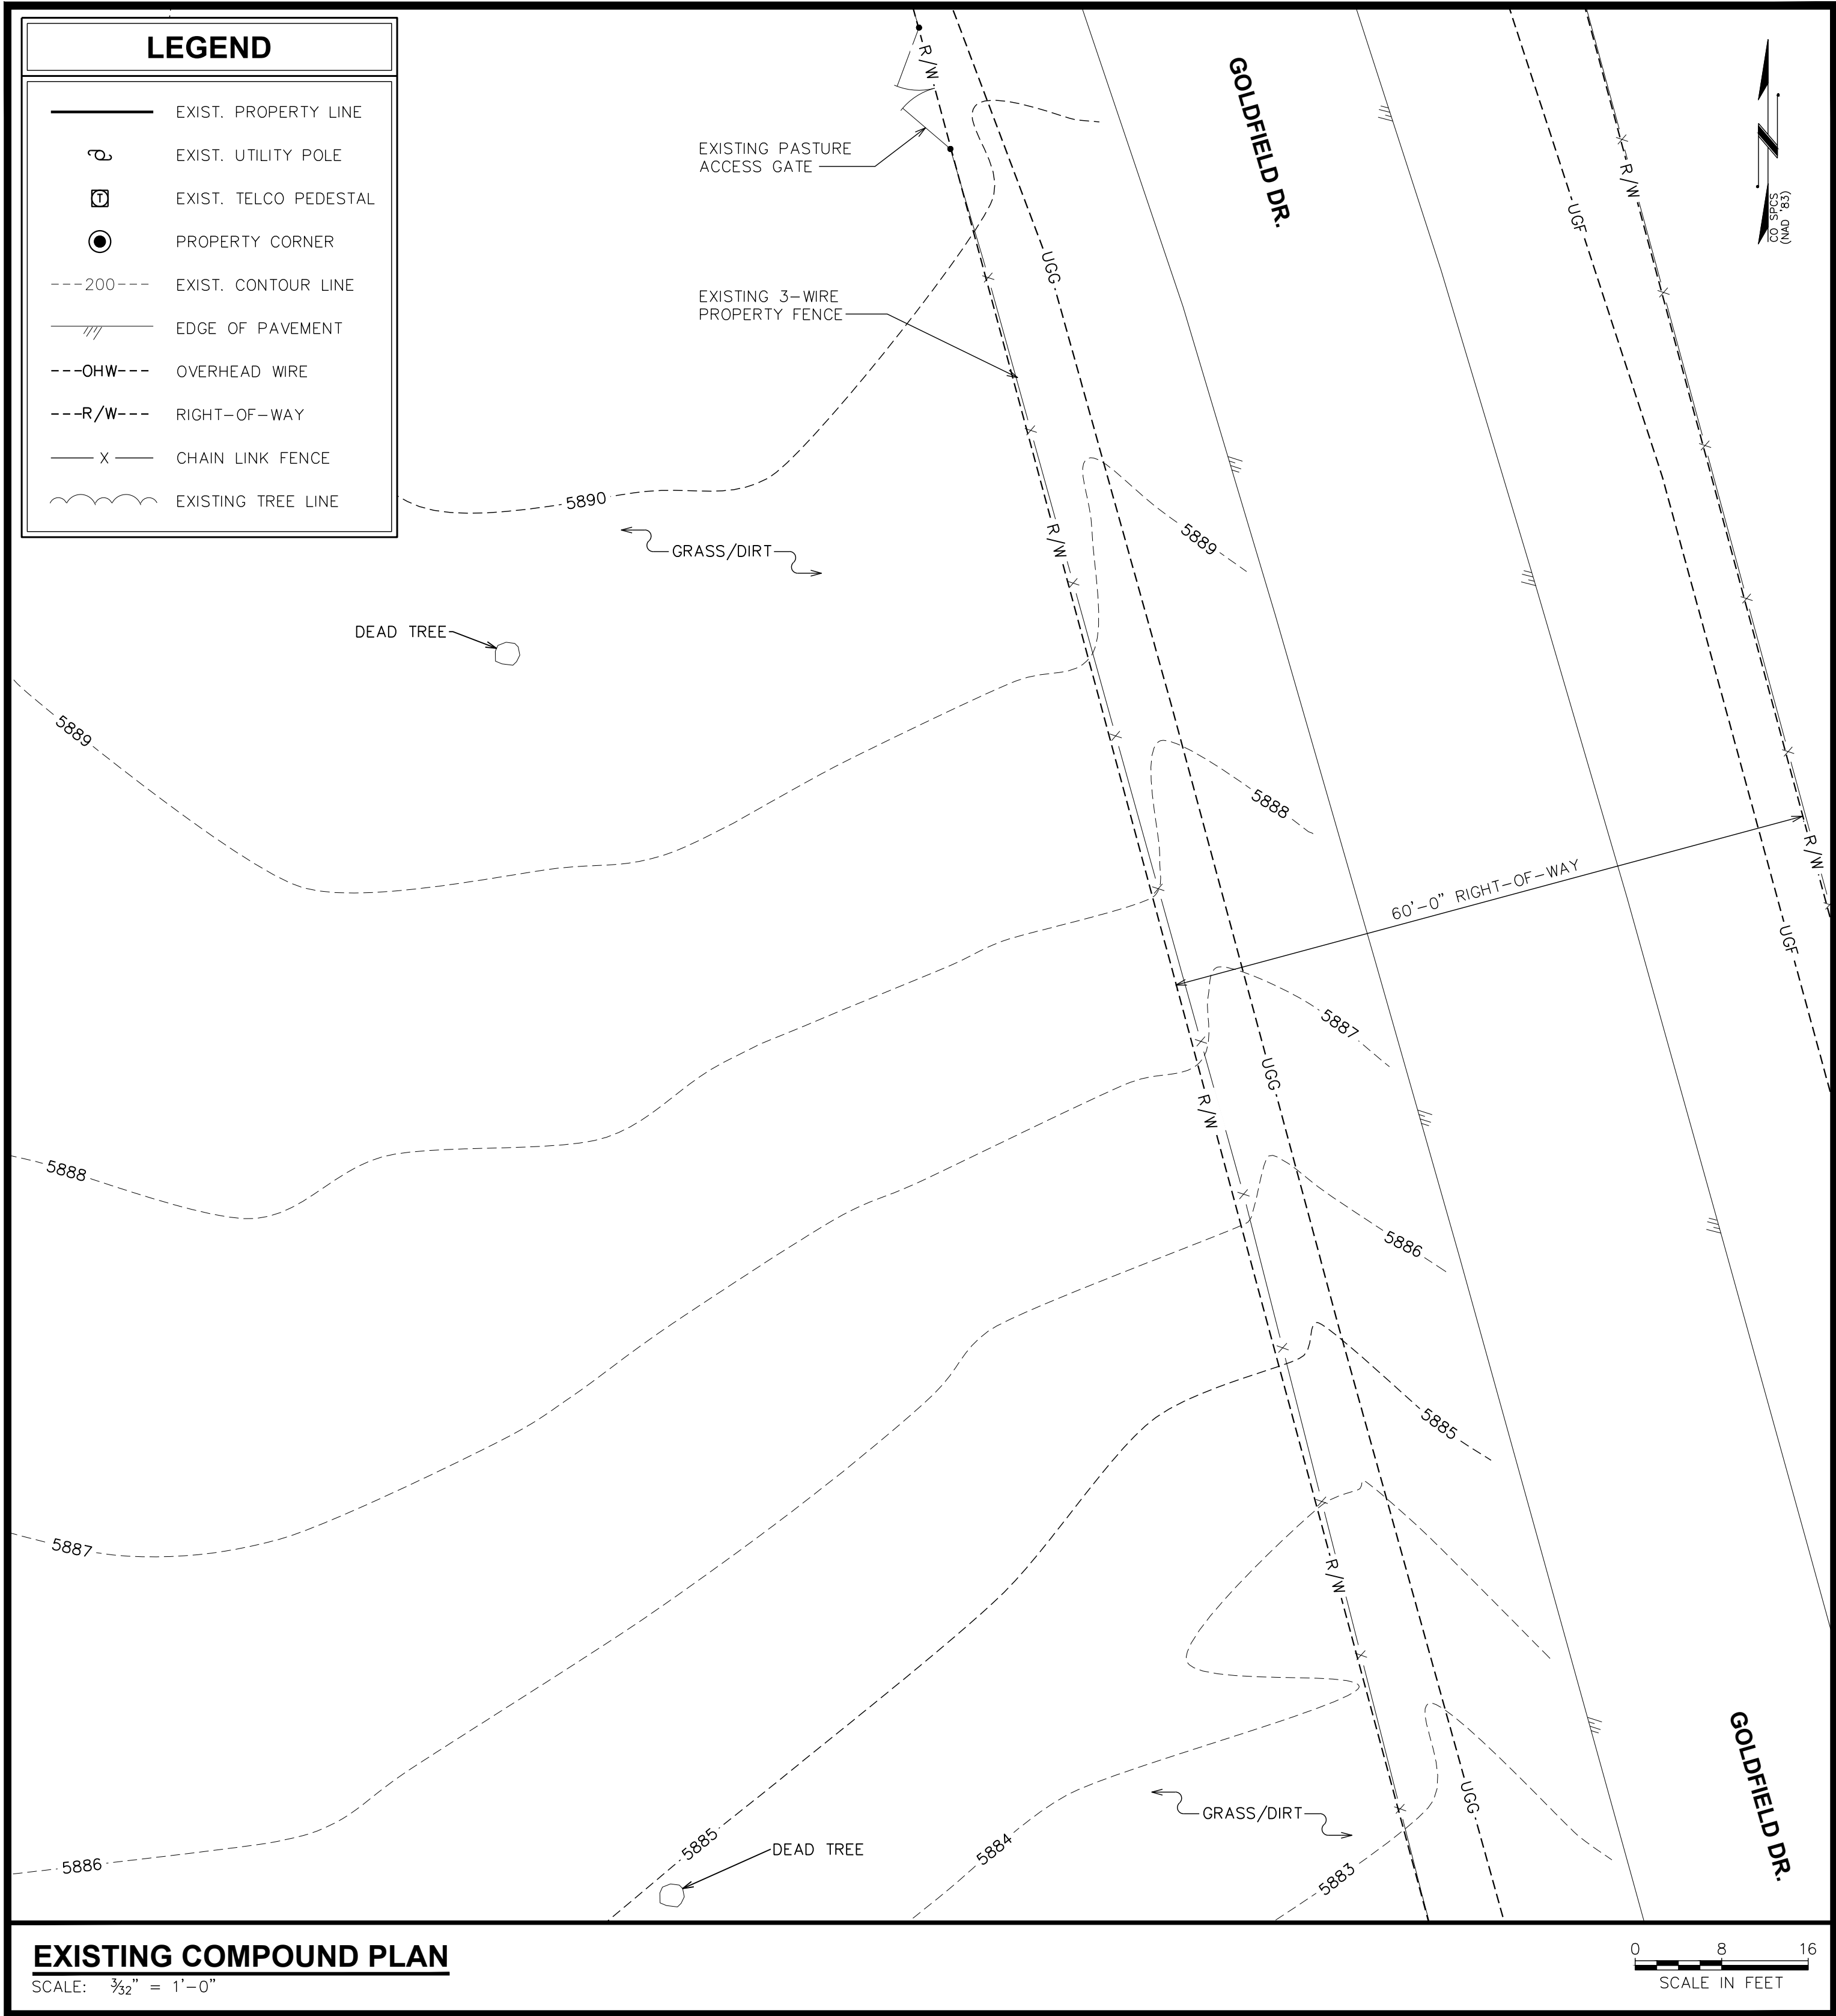 LEGEND
EXIST. PROPERTY LINE
EXIST. UTILITY POLE
T
EXIST. TELCO PEDESTAL
PROPERTY CORNER
200
EXIST. CONTOUR LINE
EDGE OF PAVEMENT
OHW
OVERHEAD WIRE
R/W
RIGHT-OF-WAY
X
CHAIN LINK FENCE
EXISTING TREE LINE
R/W
GOLDFIELD DR.
EXISTING PASTURE
ACCESS GATE
R/W
UGF
CO SPCS
(NAD '83)
UGG
EXISTING 3-WIRE
PROPERTY FENCE
5890
GRASS/DIRT
R/W
5889
DEAD TREE
5889
5888
60'-0" RIGHT-OF-WAY
R/W
UGF
5887
UGG
R/W
5888
5886
5885
5887
R/W
GOLDFIELD DR.
UGG
GRASS/DIRT
5886
5885
DEAD TREE
5884
5883
EXISTING COMPOUND PLAN
SCALE: 3/32" = 1'-0"
0 8 16
SCALE IN FEET